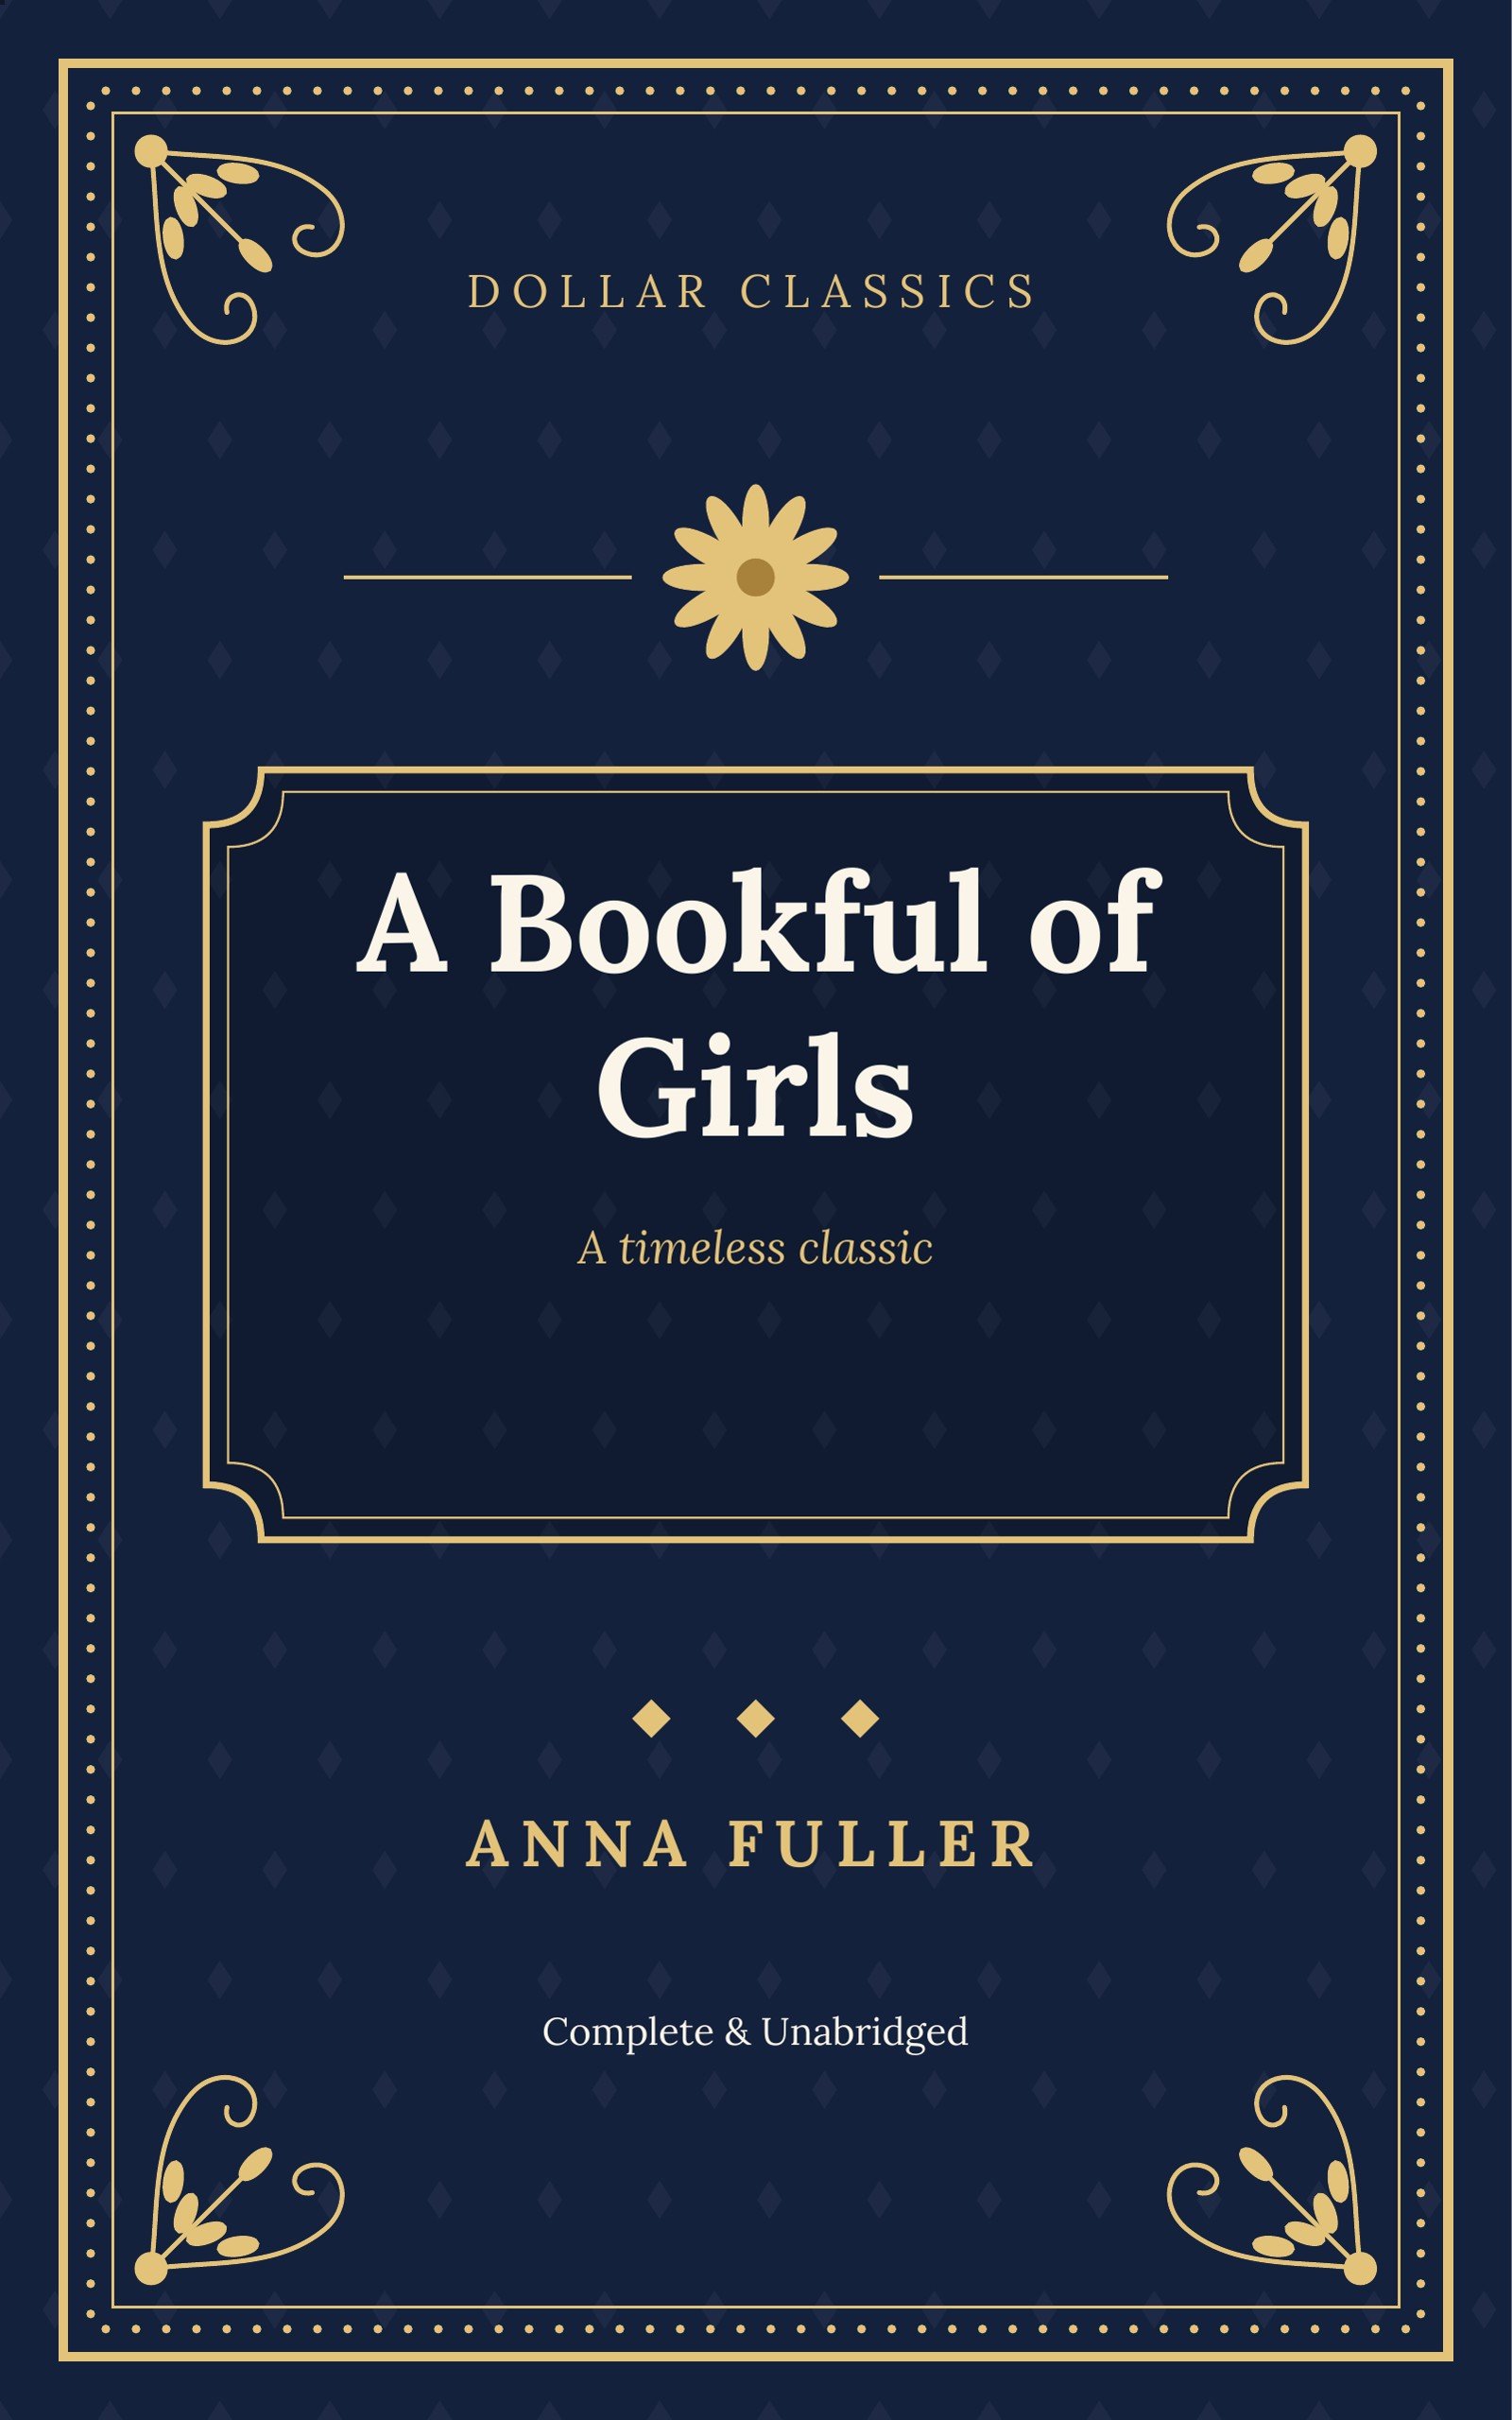 DOLLAR CLASSICS
A Bookful of
Girls
A timeless classic
ANNA FULLER
Complete & Unabridged